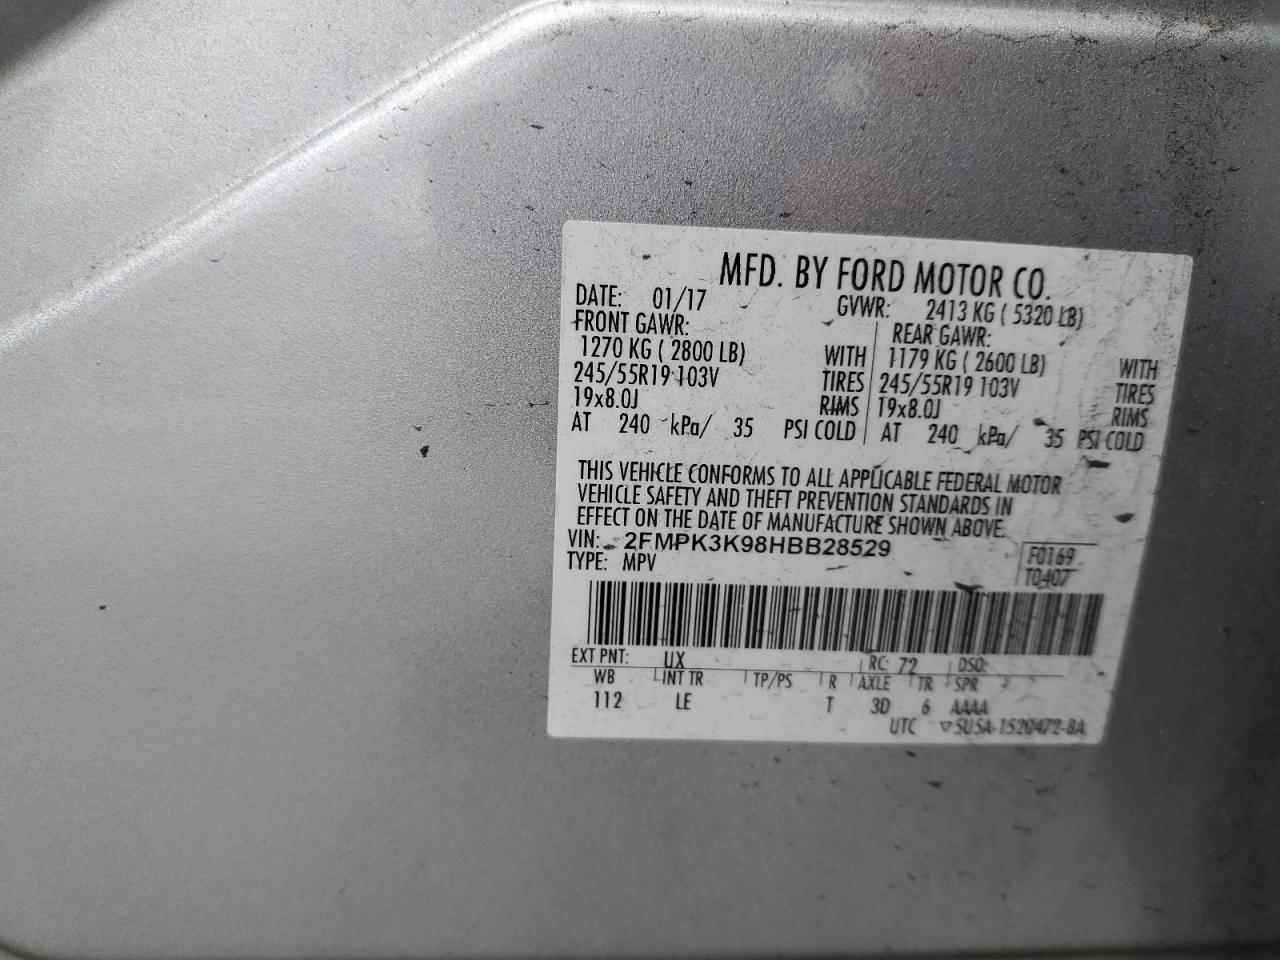 MFD. BY FORD MOTOR CO.
DATE: 01/17 GVWR: 2413 KG ( 5320 LB)
FRONT GAWR: REAR GAWR:
1270 KG ( 2800 LB) WITH 1179 KG ( 2600 LB) WITH
245/55R19 103V TIRES 245/55R19 103V TIRES
19x8.0J RIMS 19x8.0J RIMS
AT 240 kPa/ 35 PSI COLD AT 240 kPa/ 35 PSI COLD
THIS VEHICLE CONFORMS TO ALL APPLICABLE FEDERAL MOTOR
VEHICLE SAFETY AND THEFT PREVENTION STANDARDS IN
EFFECT ON THE DATE OF MANUFACTURE SHOWN ABOVE.
VIN: 2FMPK3K98HBB28529 F0169
TYPE: MPV T0407
EXT PNT: UX RC: 72 DSO:
WB INT TR TP/PS R AXLE TR SPR
112 LE T 3D 6 AAAA
UTC ▽5U5A-1520472-BA